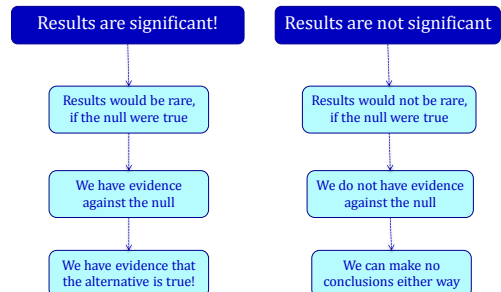 Results are significant!
Results would be rare,
if the null were true
We have evidence
against the null
We have evidence that
the alternative is true!
Results are not significant
Results would not be rare,
if the null were true
We do not have evidence
against the null
We can make no
conclusions either way